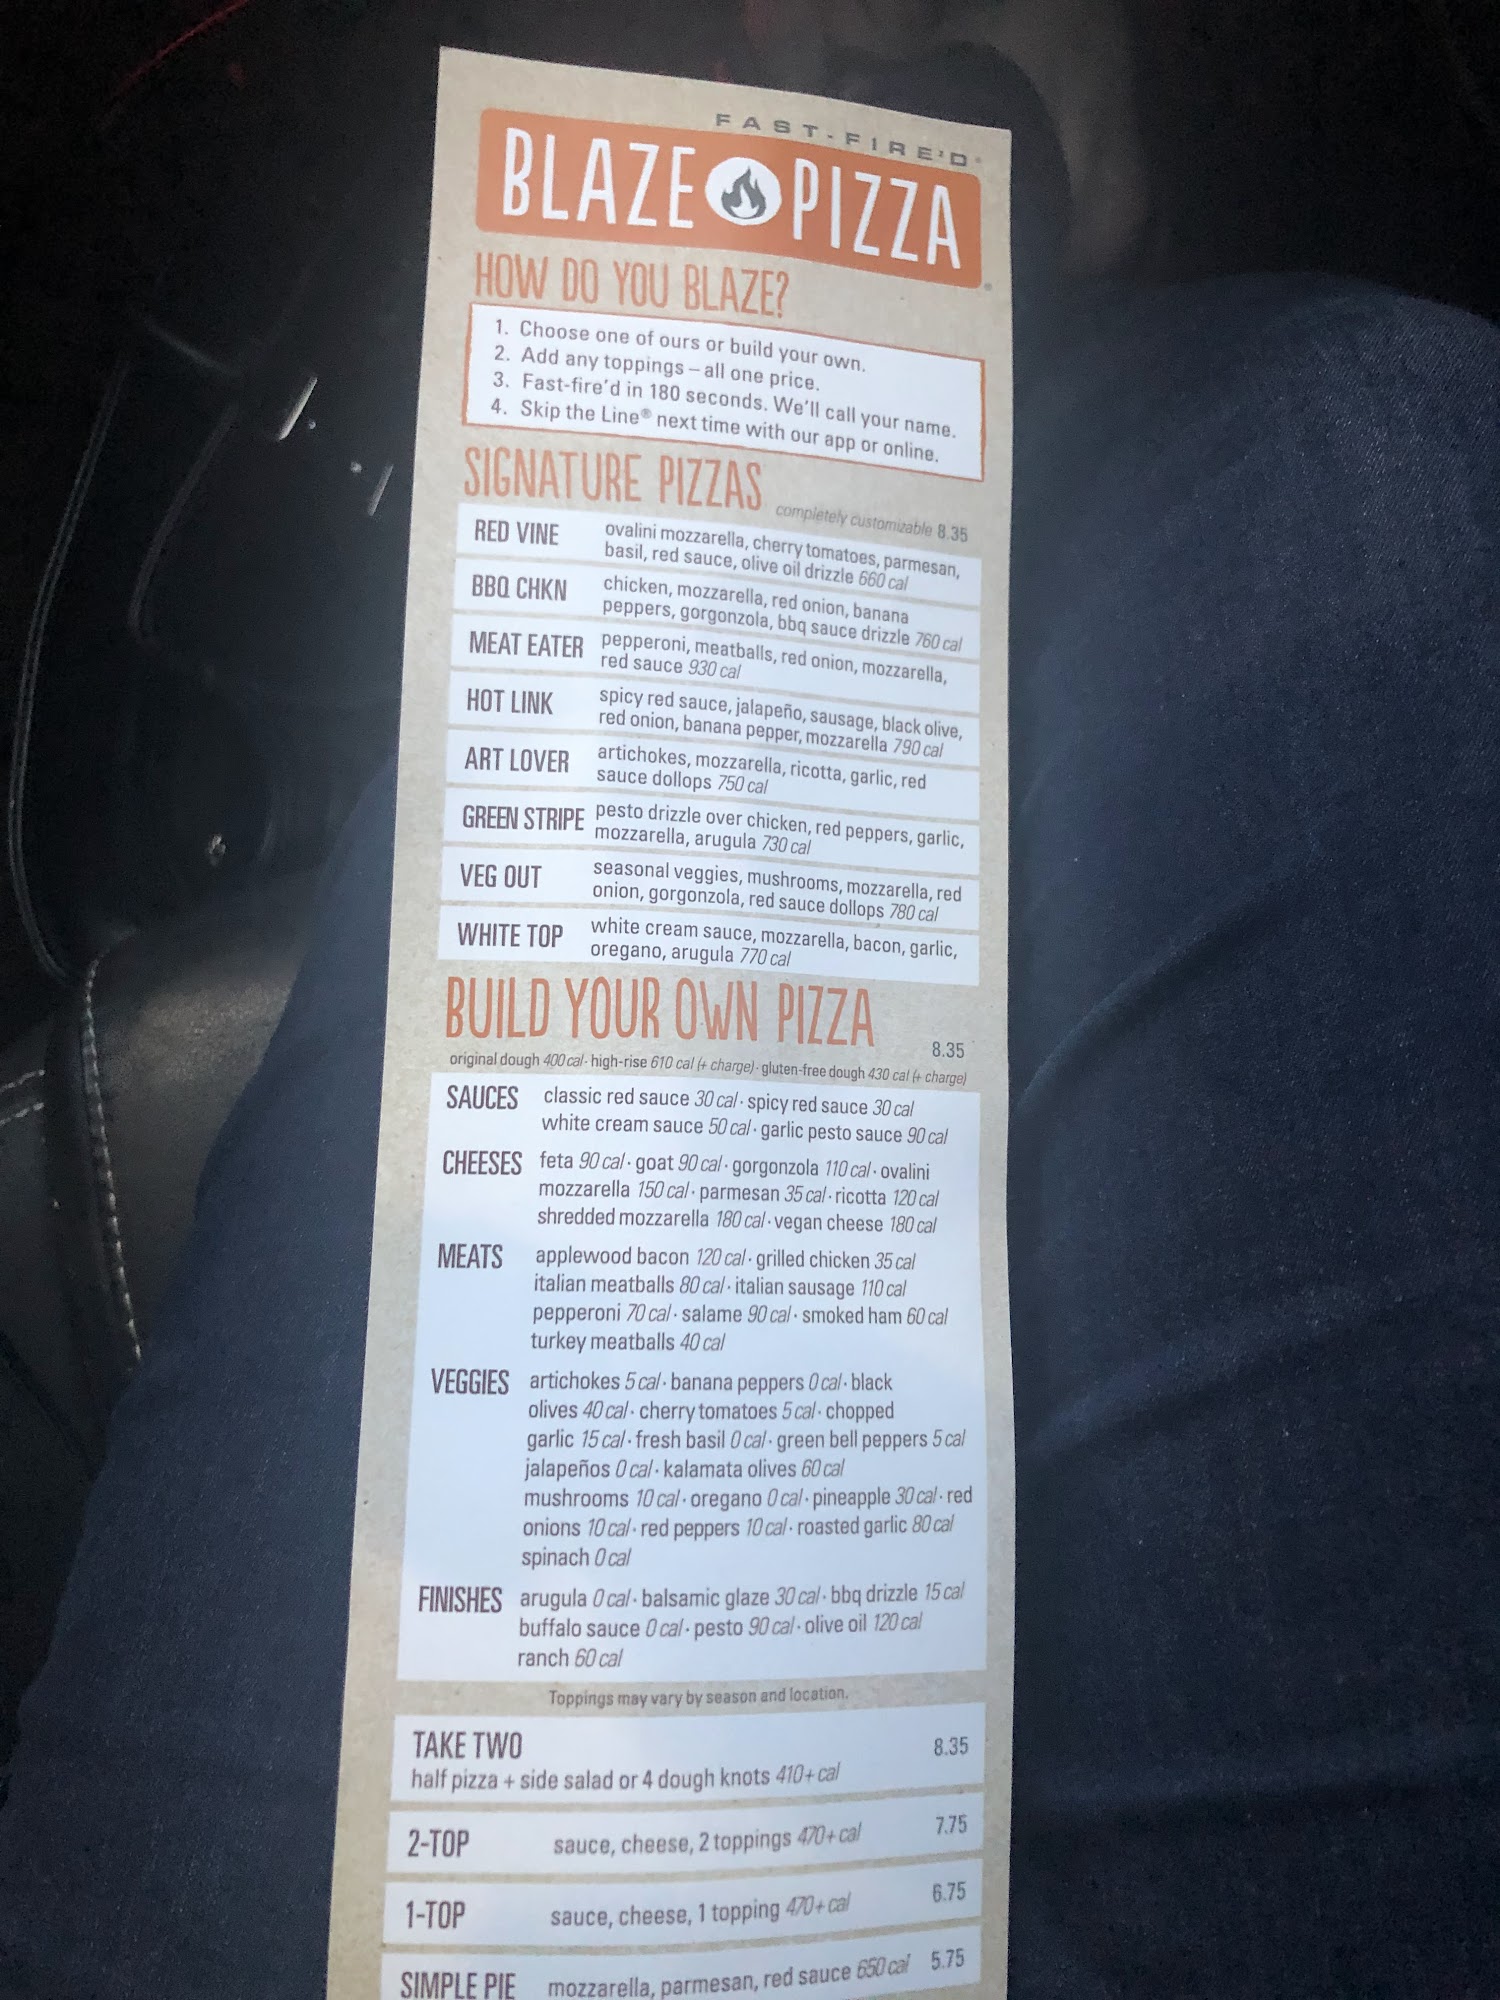 FAST-FIRE'D®
BLAZE PIZZA®
HOW DO YOU BLAZE?
1. Choose one of ours or build your own.
2. Add any toppings – all one price.
3. Fast-fire'd in 180 seconds. We'll call your name.
4. Skip the Line® next time with our app or online.
SIGNATURE PIZZAS completely customizable 8.35
RED VINE ovalini mozzarella, cherry tomatoes, parmesan,
basil, red sauce, olive oil drizzle 660 cal
BBQ CHKN chicken, mozzarella, red onion, banana
peppers, gorgonzola, bbq sauce drizzle 760 cal
MEAT EATER pepperoni, meatballs, red onion, mozzarella,
red sauce 930 cal
HOT LINK spicy red sauce, jalapeño, sausage, black olive,
red onion, banana pepper, mozzarella 790 cal
ART LOVER artichokes, mozzarella, ricotta, garlic, red
sauce dollops 750 cal
GREEN STRIPE pesto drizzle over chicken, red peppers, garlic,
mozzarella, arugula 730 cal
VEG OUT seasonal veggies, mushrooms, mozzarella, red
onion, gorgonzola, red sauce dollops 780 cal
WHITE TOP white cream sauce, mozzarella, bacon, garlic,
oregano, arugula 770 cal
BUILD YOUR OWN PIZZA 8.35
original dough 400 cal · high-rise 610 cal (+ charge) · gluten-free dough 430 cal (+ charge)
SAUCES classic red sauce 30 cal · spicy red sauce 30 cal
white cream sauce 50 cal · garlic pesto sauce 90 cal
CHEESES feta 90 cal · goat 90 cal · gorgonzola 110 cal · ovalini
mozzarella 150 cal · parmesan 35 cal · ricotta 120 cal
shredded mozzarella 180 cal · vegan cheese 180 cal
MEATS applewood bacon 120 cal · grilled chicken 35 cal
italian meatballs 80 cal · italian sausage 110 cal
pepperoni 70 cal · salame 90 cal · smoked ham 60 cal
turkey meatballs 40 cal
VEGGIES artichokes 5 cal · banana peppers 0 cal · black
olives 40 cal · cherry tomatoes 5 cal · chopped
garlic 15 cal · fresh basil 0 cal · green bell peppers 5 cal
jalapeños 0 cal · kalamata olives 60 cal
mushrooms 10 cal · oregano 0 cal · pineapple 30 cal · red
onions 10 cal · red peppers 10 cal · roasted garlic 80 cal
spinach 0 cal
FINISHES arugula 0 cal · balsamic glaze 30 cal · bbq drizzle 15 cal
buffalo sauce 0 cal · pesto 90 cal · olive oil 120 cal
ranch 60 cal
Toppings may vary by season and location.
TAKE TWO 8.35
half pizza + side salad or 4 dough knots 410+ cal
2-TOP sauce, cheese, 2 toppings 470+ cal 7.75
1-TOP sauce, cheese, 1 topping 470+ cal 6.75
SIMPLE PIE mozzarella, parmesan, red sauce 650 cal 5.75